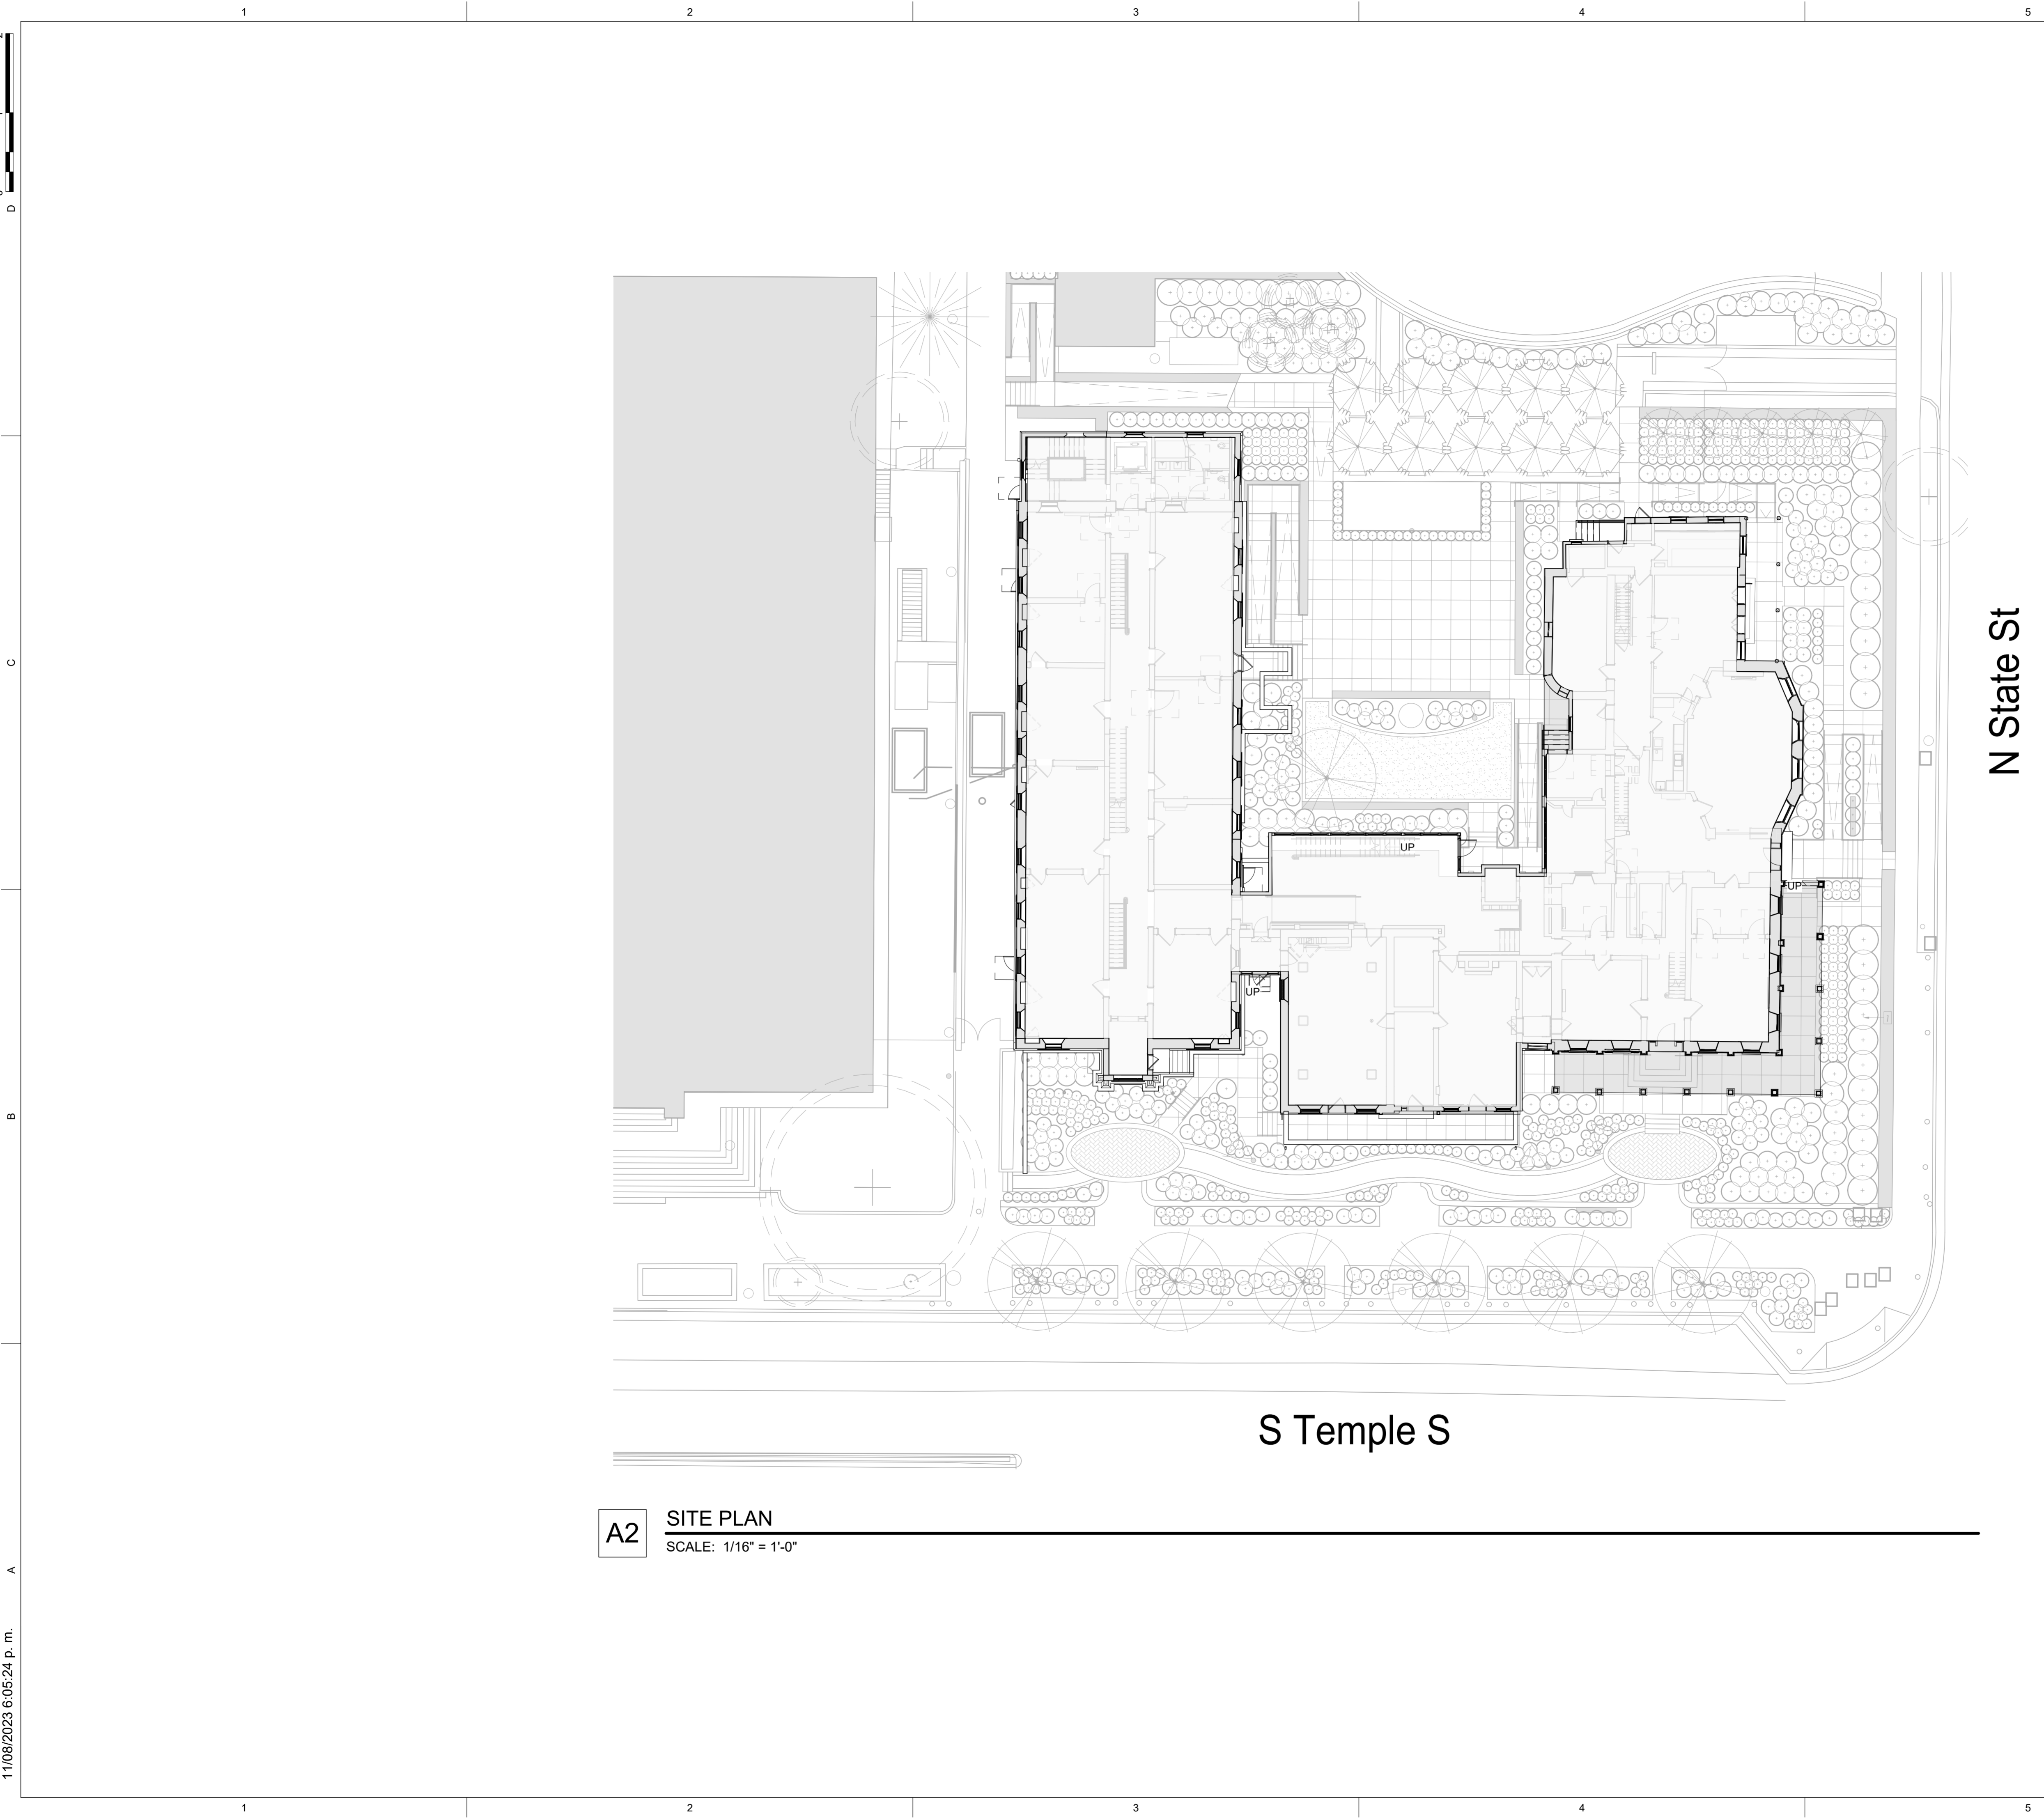 1 2 3 4 5
D
C
B
A
N State St
UP
UP
UP
S Temple S
A2
SITE PLAN
SCALE: 1/16" = 1'-0"
11/08/2023 6:05:24 p. m.
1 2 3 4 5